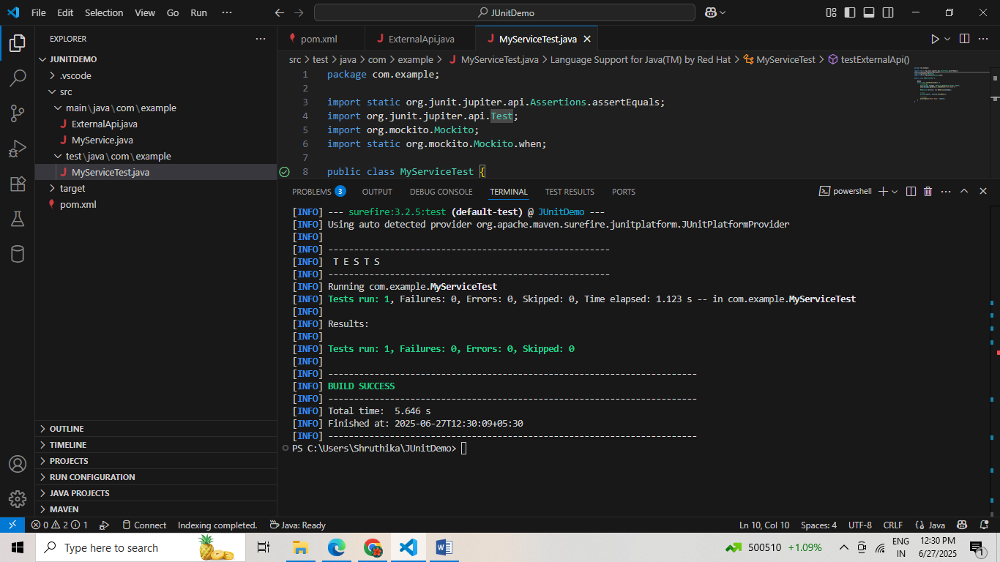 File Edit Selection View Go Run ···
JUnitDemo
EXPLORER
JUNITDEMO
.vscode
src
main\java\com\example
ExternalApi.java
MyService.java
test\java\com\example
MyServiceTest.java
target
pom.xml
OUTLINE
TIMELINE
PROJECTS
RUN CONFIGURATION
JAVA PROJECTS
MAVEN
pom.xml ExternalApi.java MyServiceTest.java
src > test > java > com > example > MyServiceTest.java > Language Support for Java(TM) by Red Hat > MyServiceTest > testExternalApi()
1 package com.example;
2
3 import static org.junit.jupiter.api.Assertions.assertEquals;
4 import org.junit.jupiter.api.Test;
5 import org.mockito.Mockito;
6 import static org.mockito.Mockito.when;
7
8 public class MyServiceTest {
PROBLEMS 3 OUTPUT DEBUG CONSOLE TERMINAL TEST RESULTS PORTS
powershell
[INFO] --- surefire:3.2.5:test (default-test) @ JUnitDemo ---
[INFO] Using auto detected provider org.apache.maven.surefire.junitplatform.JUnitPlatformProvider
[INFO]
[INFO] -------------------------------------------------------
[INFO]  T E S T S
[INFO] -------------------------------------------------------
[INFO] Running com.example.MyServiceTest
[INFO] Tests run: 1, Failures: 0, Errors: 0, Skipped: 0, Time elapsed: 1.123 s -- in com.example.MyServiceTest
[INFO]
[INFO] Results:
[INFO]
[INFO] Tests run: 1, Failures: 0, Errors: 0, Skipped: 0
[INFO]
[INFO] ------------------------------------------------------------------------
[INFO] BUILD SUCCESS
[INFO] ------------------------------------------------------------------------
[INFO] Total time:  5.646 s
[INFO] Finished at: 2025-06-27T12:30:09+05:30
[INFO] ------------------------------------------------------------------------
PS C:\Users\Shruthika\JUnitDemo>
0 2 1 Connect Indexing completed. Java: Ready
Ln 10, Col 10 Spaces: 4 UTF-8 CRLF {} Java
Type here to search
500510 +1.09%
ENG
IN
12:30 PM
6/27/2025
1